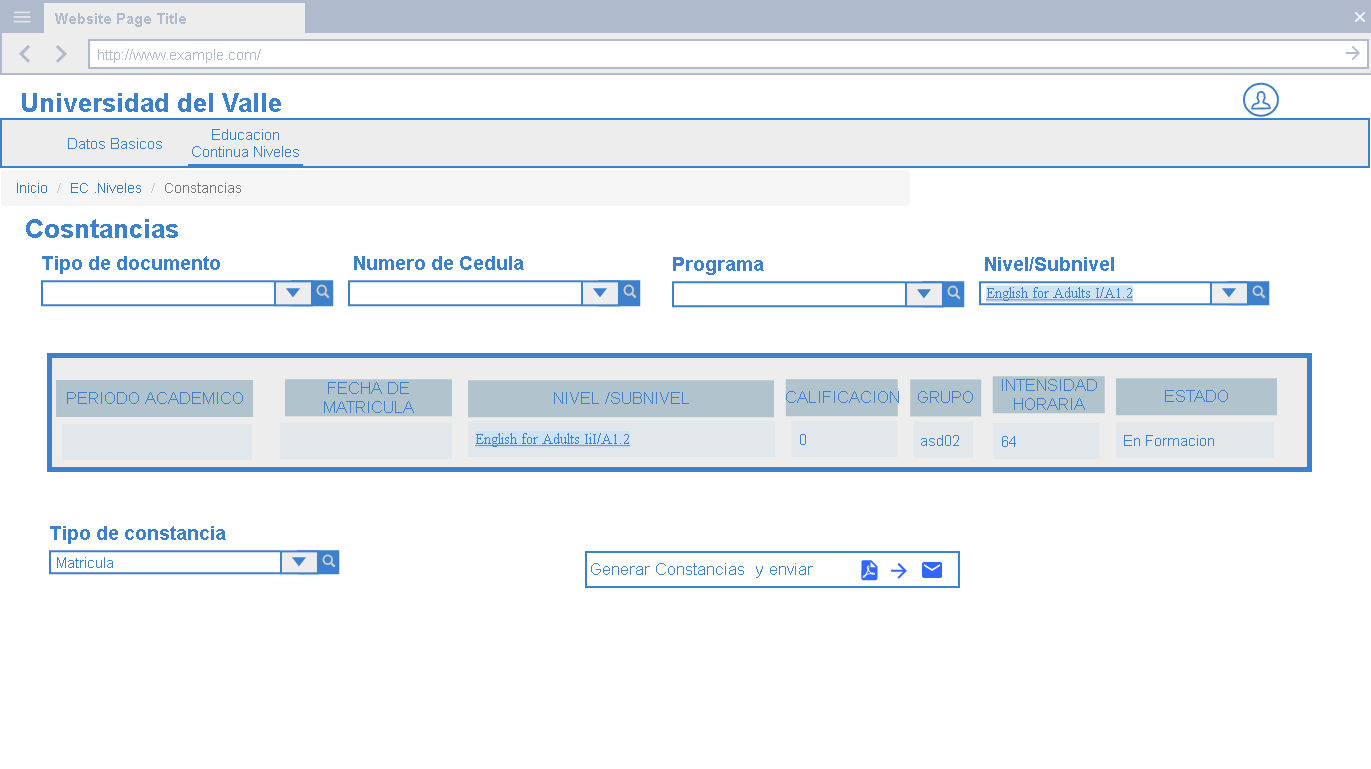 Website Page Title
http://www.example.com/
Universidad del Valle
Datos Basicos
Educacion
Continua Niveles
Inicio / EC .Niveles / Constancias
Cosntancias
Tipo de documento
Numero de Cedula
Programa
Nivel/Subnivel
English for Adults I/A1.2
PERIODO ACADEMICO
FECHA DE
MATRICULA
NIVEL /SUBNIVEL
CALIFICACION
GRUPO
INTENSIDAD
HORARIA
ESTADO
English for Adults IiI/A1.2
0
asd02
64
En Formacion
Tipo de constancia
Matricula
Generar Constancias y enviar